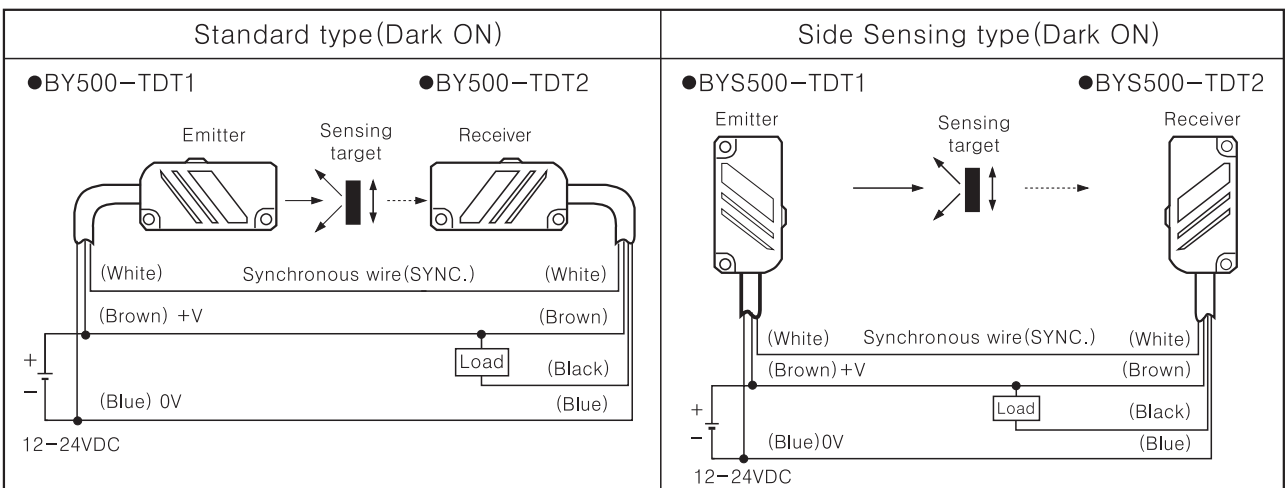 Standard type(Dark ON)
●BY500-TDT1 ●BY500-TDT2
Emitter
Sensing
target
Receiver
(White) Synchronous wire(SYNC.) (White)
(Brown) +V (Brown)
+
Load
(Black)
-
(Blue) 0V (Blue)
12-24VDC
Side Sensing type(Dark ON)
●BYS500-TDT1 ●BYS500-TDT2
Emitter
Sensing
target
Receiver
(White) Synchronous wire(SYNC.) (White)
(Brown)+V (Brown)
+
Load
(Black)
-
(Blue)0V (Blue)
12-24VDC